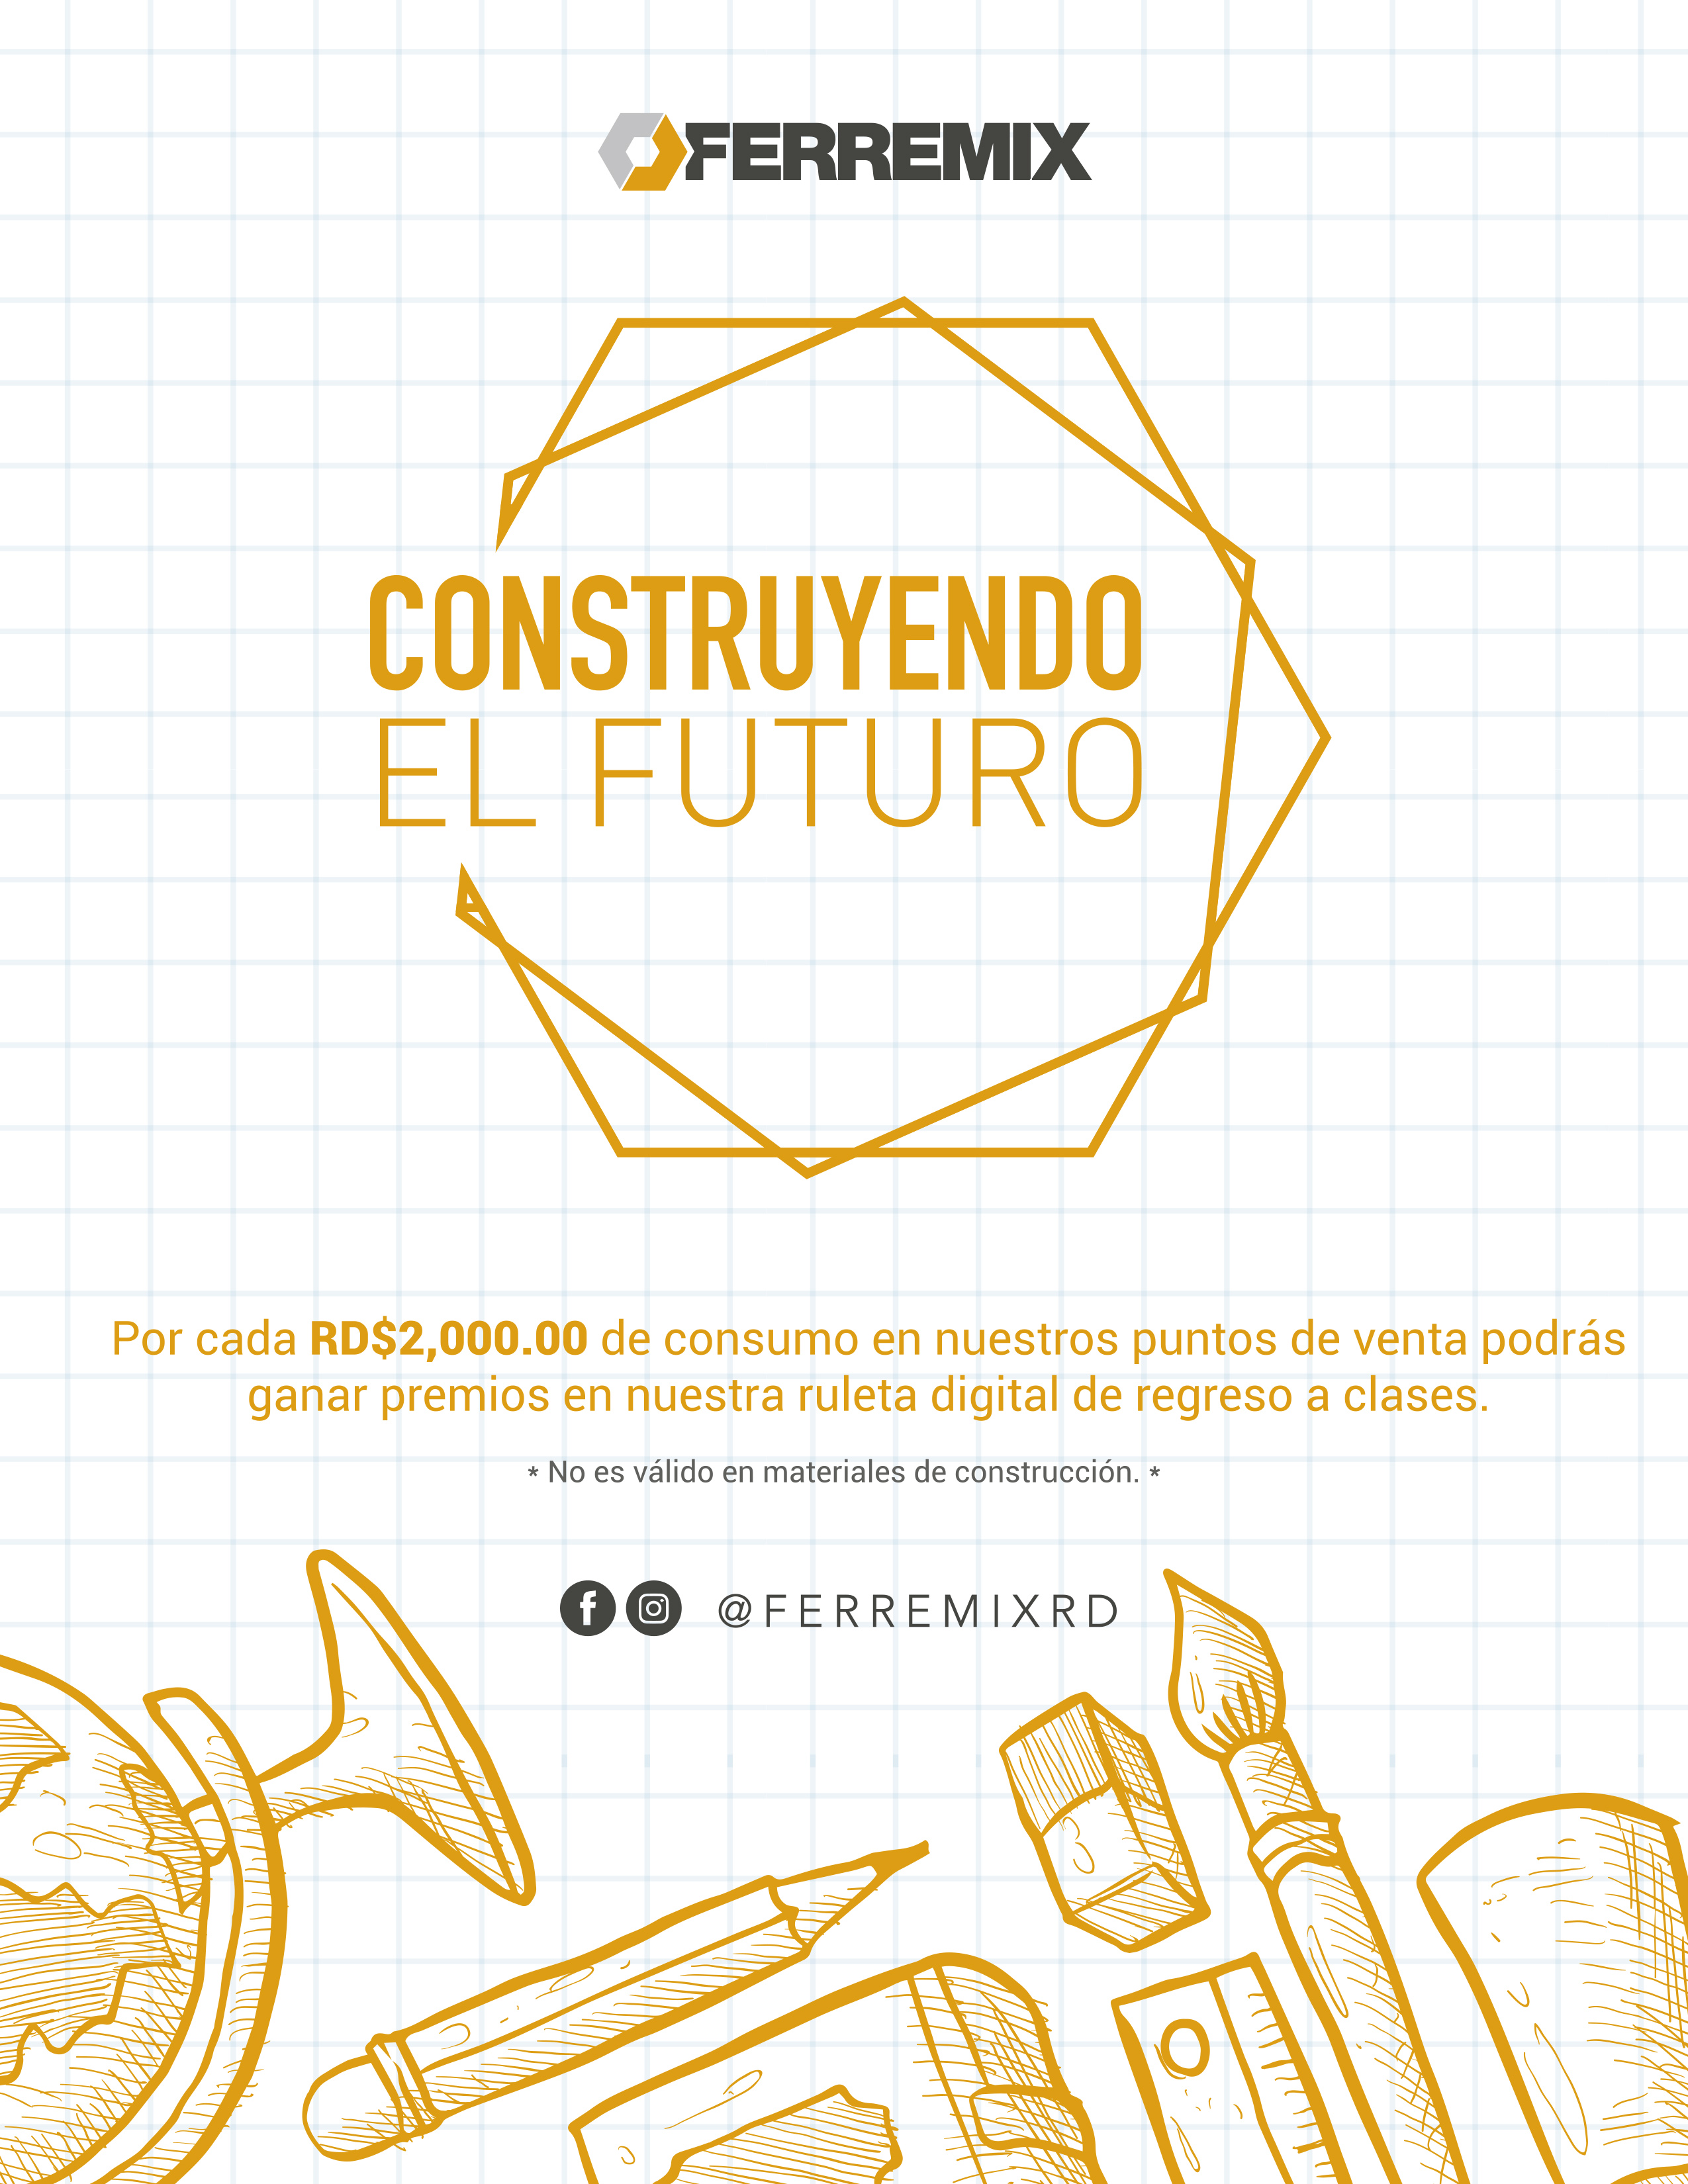 FERREMIX
CONSTRUYENDO
EL FUTURO
Por cada RD$2,000.00 de consumo en nuestros puntos de venta podrás
ganar premios en nuestra ruleta digital de regreso a clases.
* No es válido en materiales de construcción. *
@FERREMIXRD